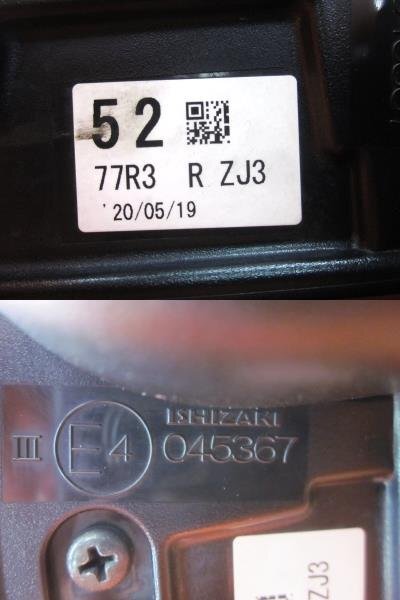 52
77R3 R ZJ3
'20/05/19
ISHIZAKI
III E4 045367
ZJ3